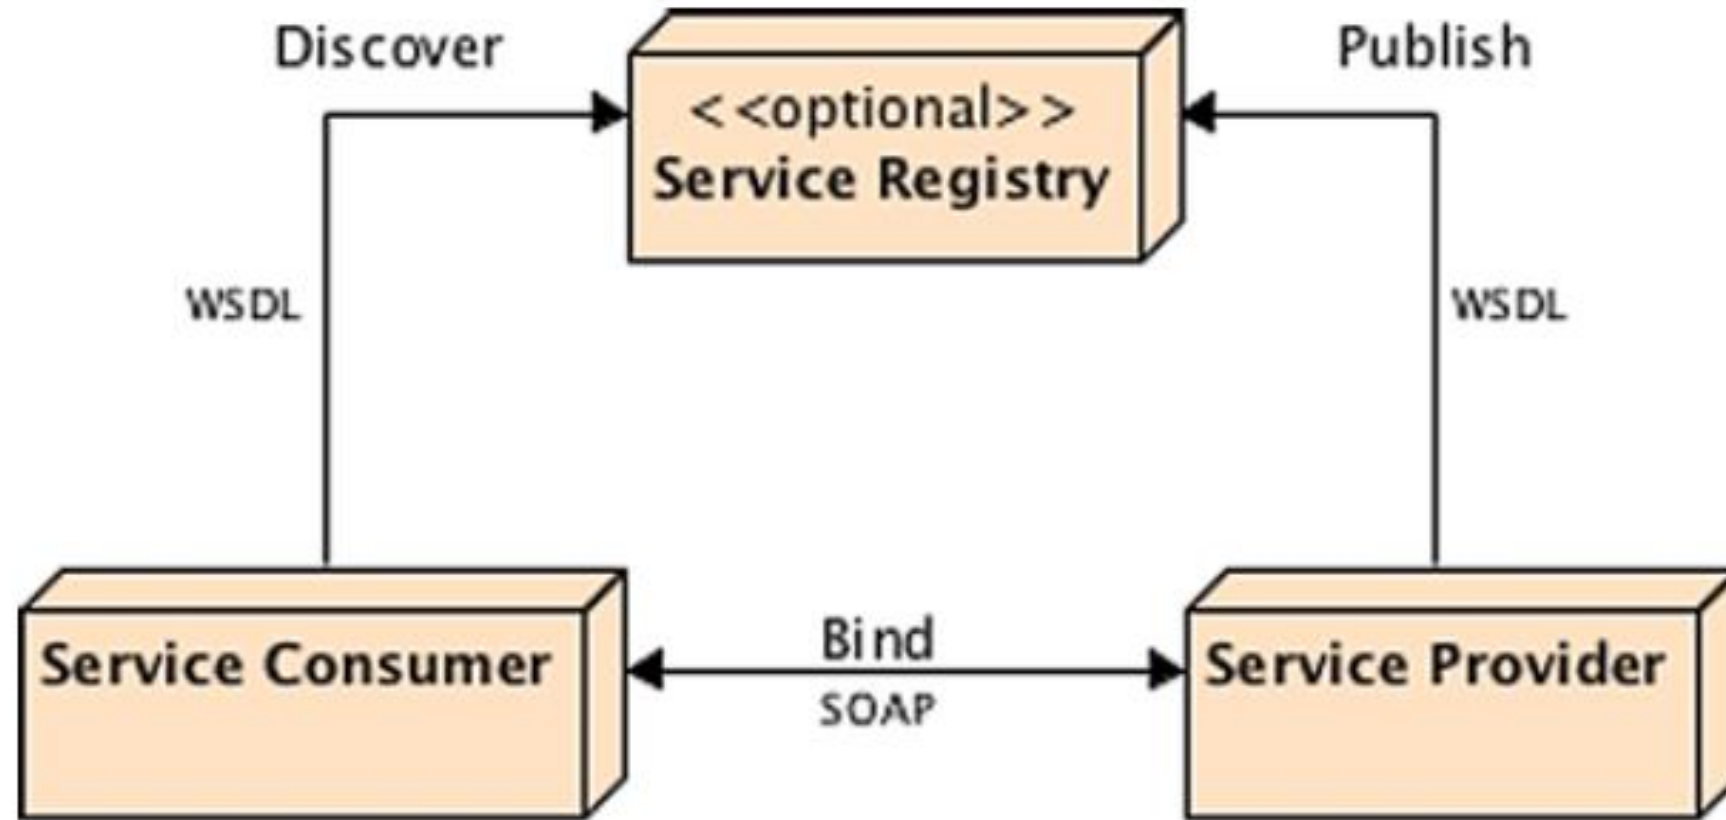 Discover
Publish
<<optional>>
Service Registry
WSDL
WSDL
Service Consumer
Bind
SOAP
Service Provider